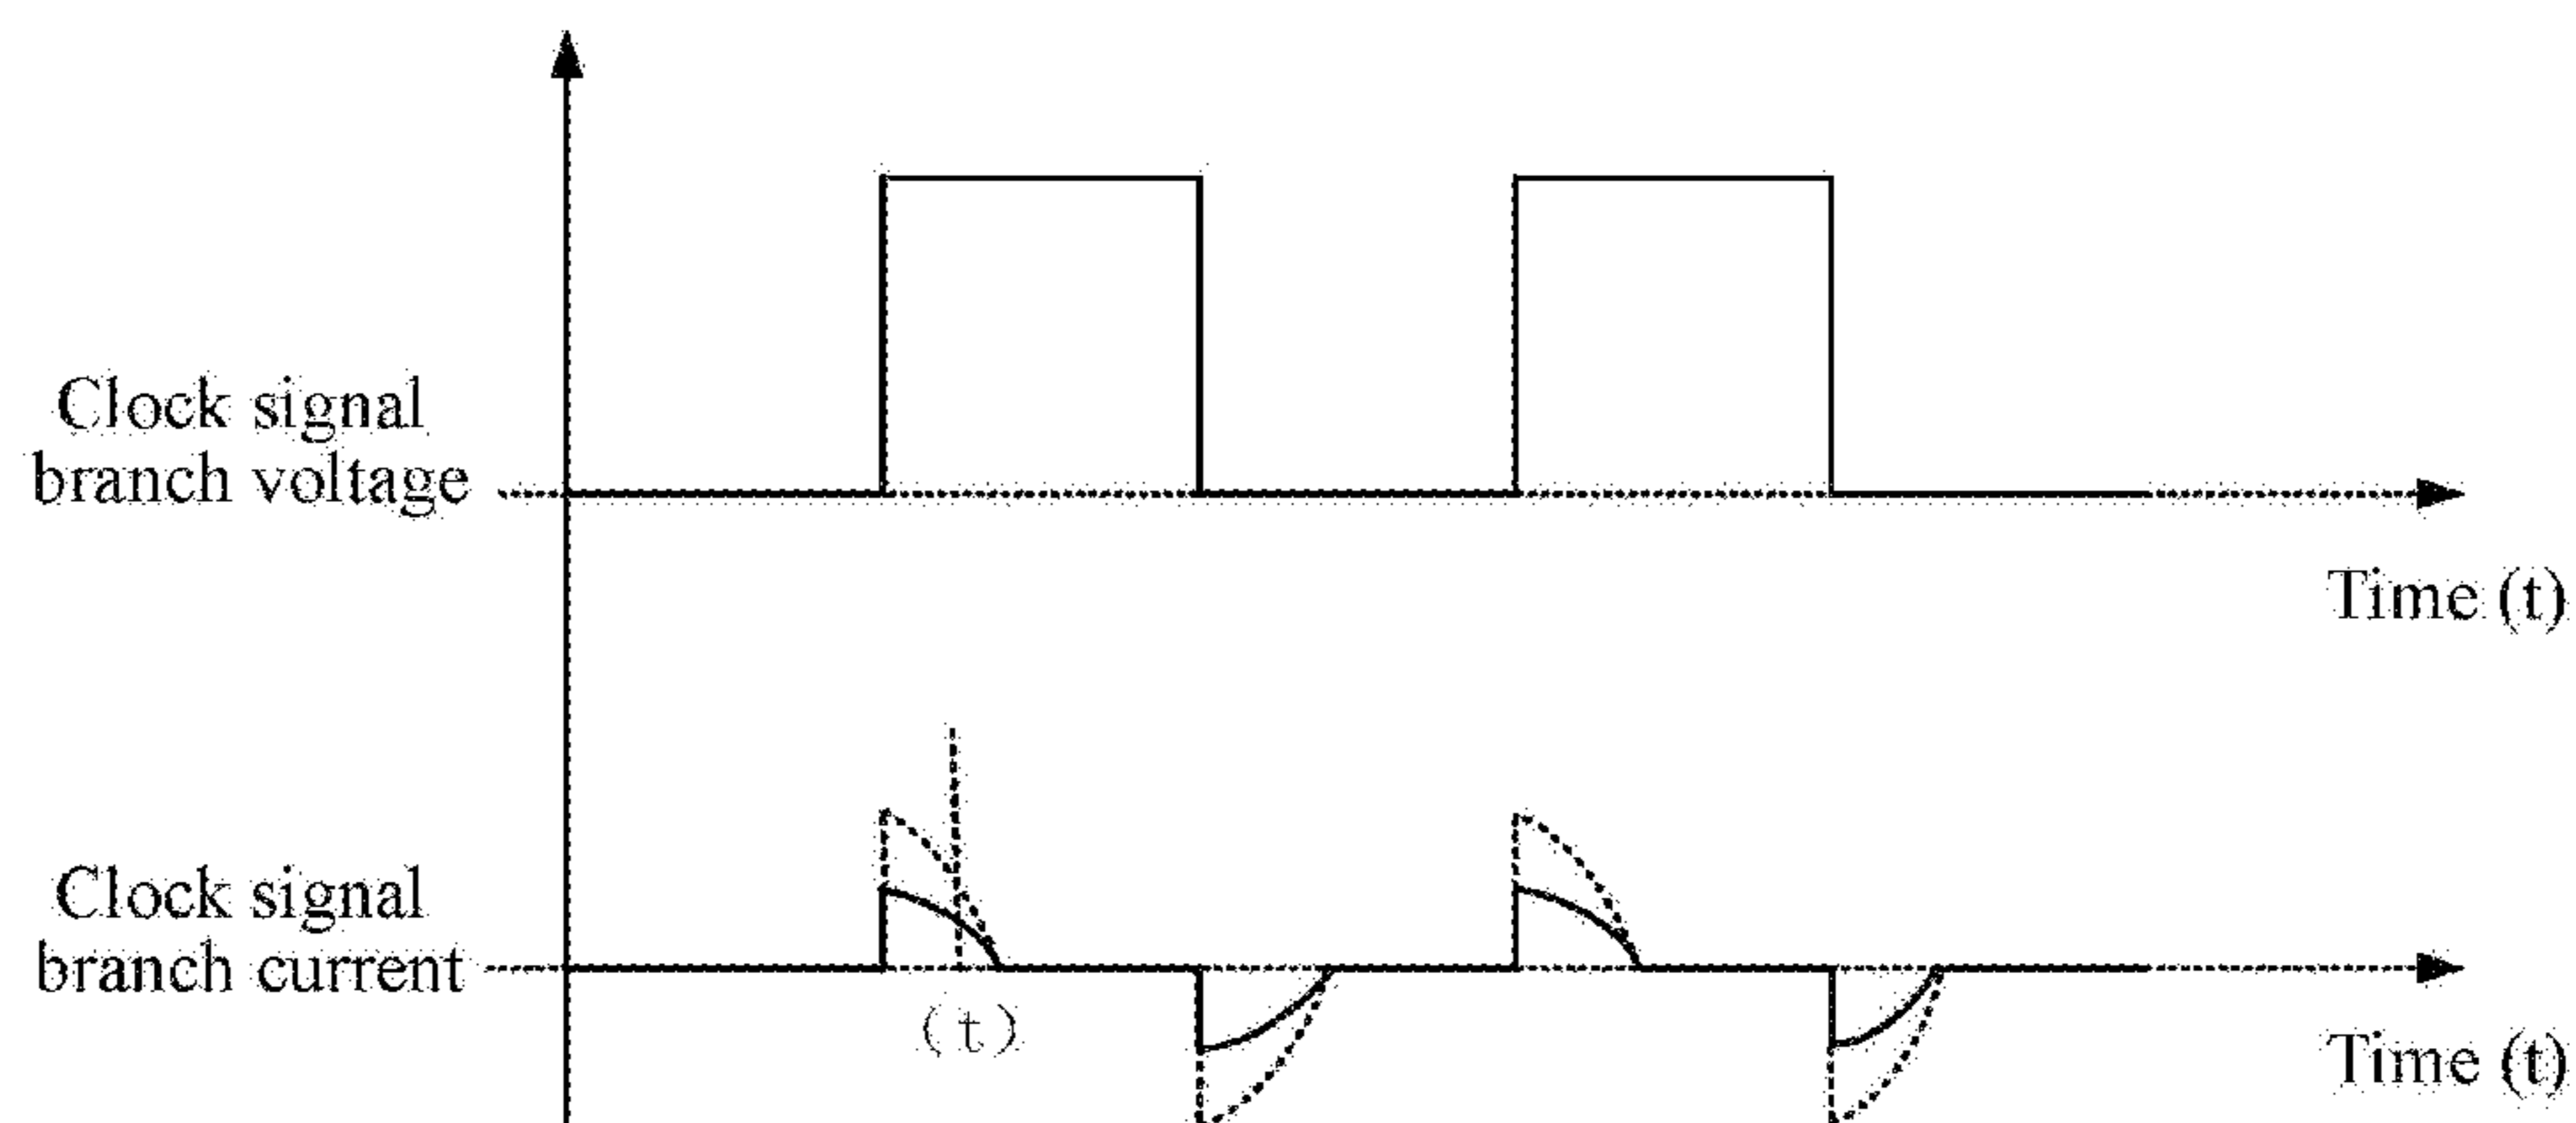 Clock signal
branch voltage
Time (t)
Clock signal
branch current
(t)
Time (t)